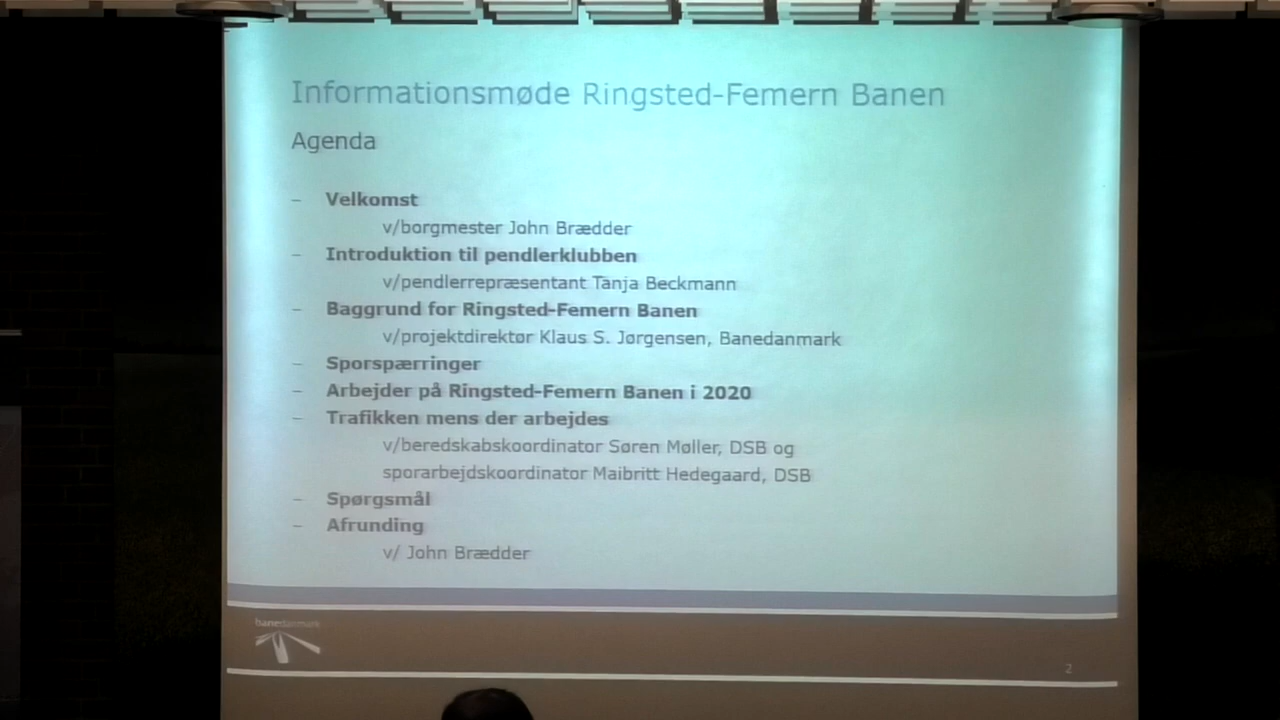 Informationsmøde Ringsted-Femern Banen
Agenda
– Velkomst
v/borgmester John Brædder
– Introduktion til pendlerklubben
v/pendlerrepræsentant Tanja Beckmann
– Baggrund for Ringsted-Femern Banen
v/projektdirektør Klaus S. Jørgensen, Banedanmark
– Sporspærringer
– Arbejder på Ringsted-Femern Banen i 2020
– Trafikken mens der arbejdes
v/beredskabskoordinator Søren Møller, DSB og
sporarbejdskoordinator Maibritt Hedegaard, DSB
– Spørgsmål
– Afrunding
v/ John Brædder
banedanmark
2